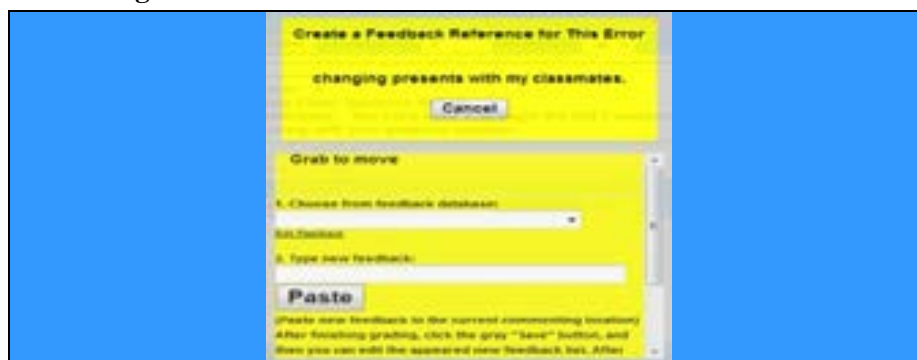 Create a Feedback Reference for This Error
changing presents with my classmates.
Cancel
Grab to move
1. Choose from feedback database:
2. Type new feedback:
Paste
(Paste new feedback to the current commenting location)
After finishing grading, click the gray "Save" button, and
then you can edit the appeared new feedback list. After